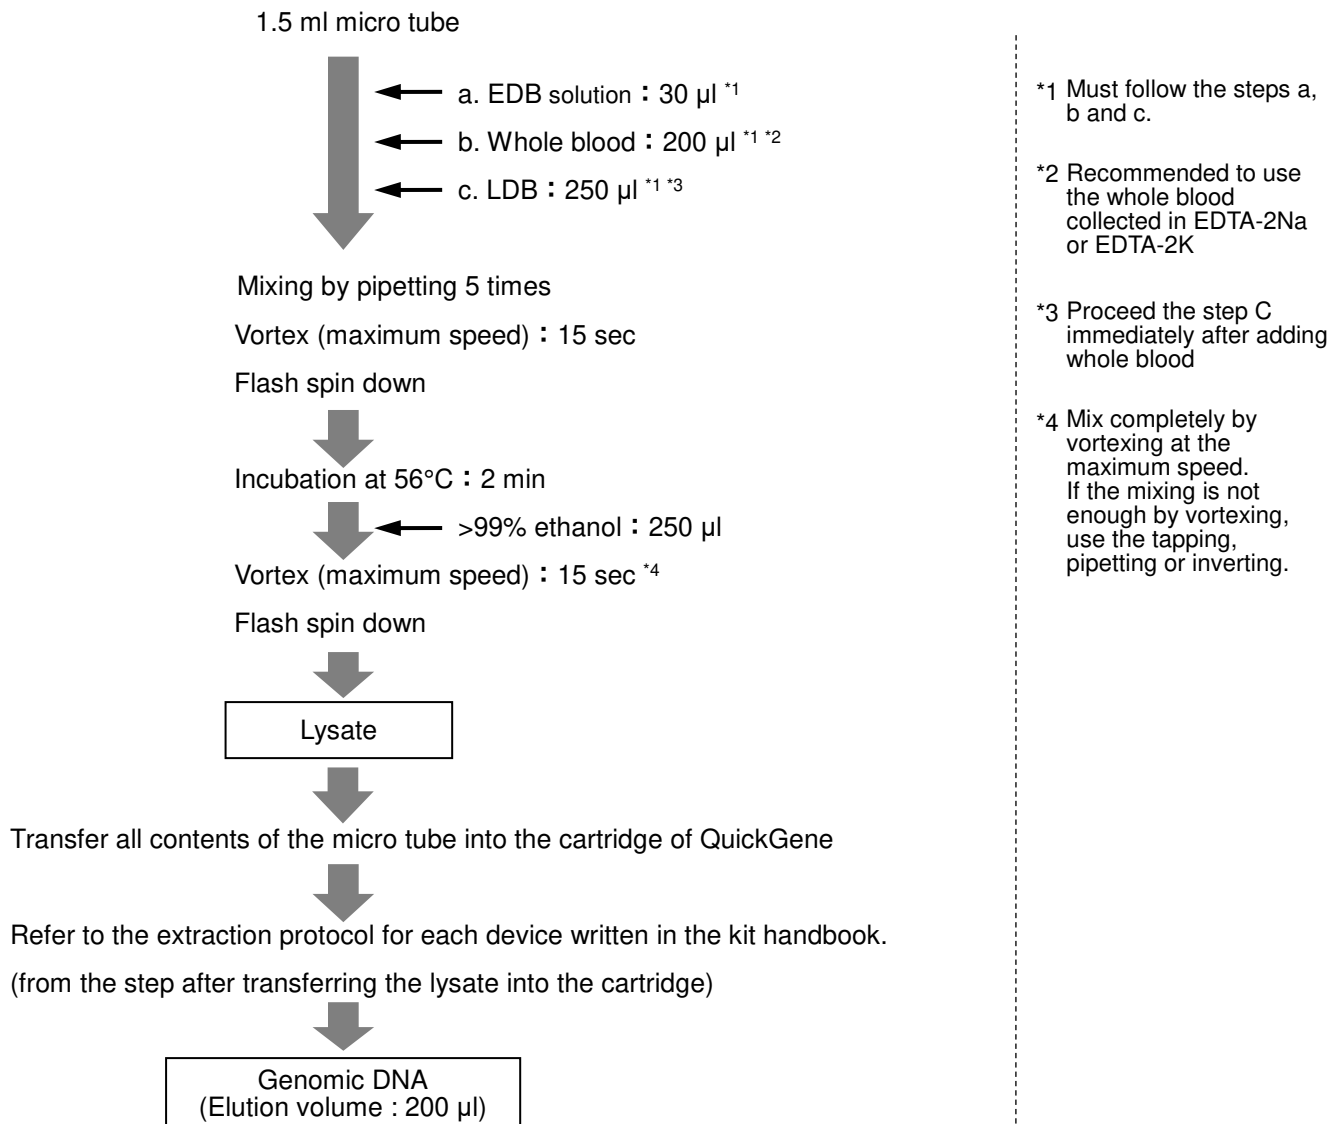 1.5 ml micro tube
a. EDB solution：30 µl *1
b. Whole blood：200 µl *1 *2
c. LDB：250 µl *1 *3
Mixing by pipetting 5 times
Vortex (maximum speed)：15 sec
Flash spin down
Incubation at 56°C：2 min
>99% ethanol：250 µl
Vortex (maximum speed)：15 sec *4
Flash spin down
Lysate
Transfer all contents of the micro tube into the cartridge of QuickGene
Refer to the extraction protocol for each device written in the kit handbook.
(from the step after transferring the lysate into the cartridge)
Genomic DNA
(Elution volume : 200 µl)
*1 Must follow the steps a,
b and c.
*2 Recommended to use
the whole blood
collected in EDTA-2Na
or EDTA-2K
*3 Proceed the step C
immediately after adding
whole blood
*4 Mix completely by
vortexing at the
maximum speed.
If the mixing is not
enough by vortexing,
use the tapping,
pipetting or inverting.